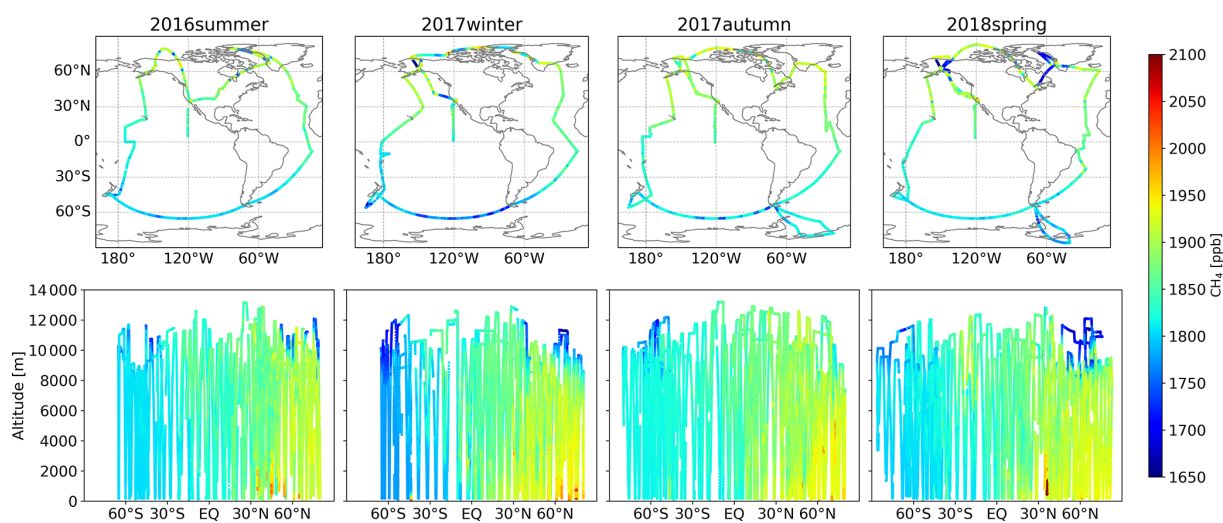 2016summer 2017winter 2017autumn 2018spring
60°N
30°N
0°
30°S
60°S
180° 120°W 60°W 180° 120°W 60°W 180° 120°W 60°W 180° 120°W 60°W
2100
2050
2000
1950
1900
1850
1800
1750
1700
1650
CH₄ [ppb]
14 000
12 000
10 000
8000
6000
4000
2000
0
Altitude [m]
60°S 30°S EQ 30°N 60°N 60°S 30°S EQ 30°N 60°N 60°S 30°S EQ 30°N 60°N 60°S 30°S EQ 30°N 60°N